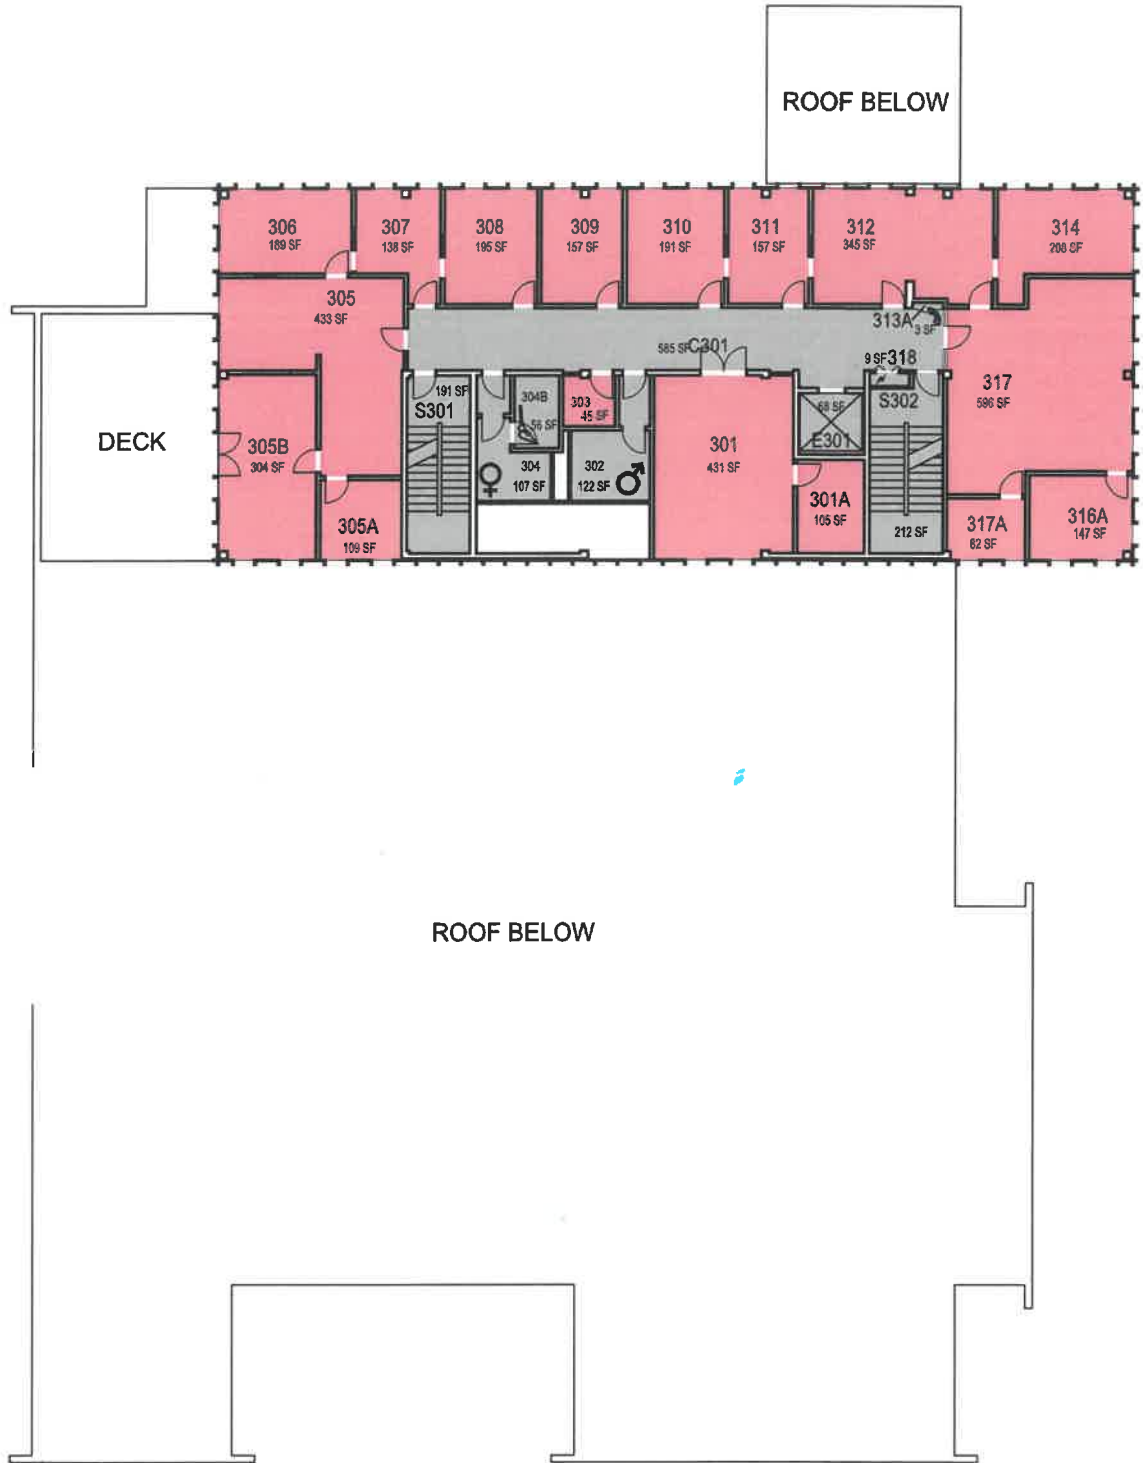 ROOF BELOW
306
189 SF
307
138 SF
308
195 SF
309
157 SF
310
191 SF
311
157 SF
312
345 SF
314
208 SF
305
433 SF
313A
3 SF
C301
585 SF
9 SF
318
317
596 SF
191 SF
S301
304B
56 SF
303
45 SF
68 SF
E301
S302
DECK
305B
304 SF
301
431 SF
304
107 SF
302
122 SF
301A
105 SF
305A
109 SF
212 SF
317A
62 SF
316A
147 SF
ROOF BELOW